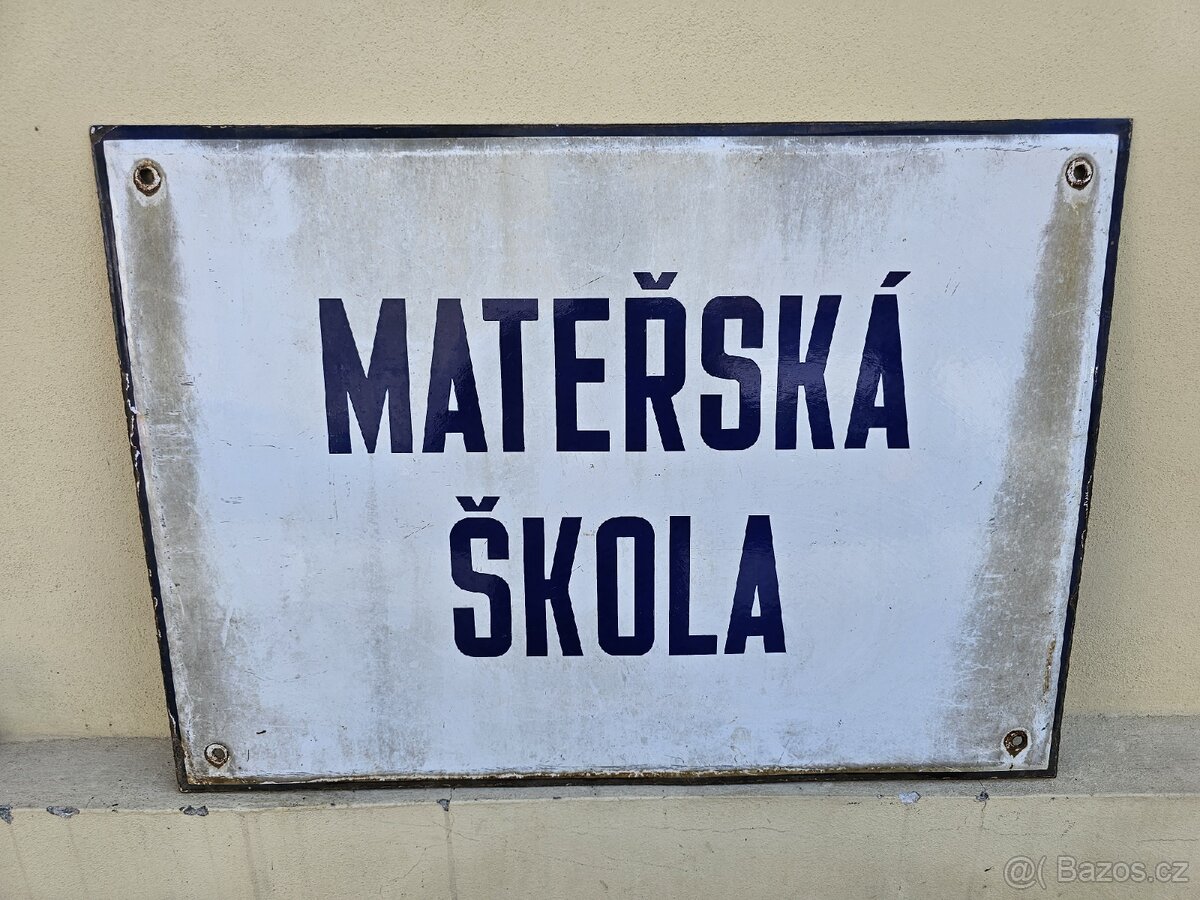 MATEŘSKÁ
ŠKOLA
@( Bazos.cz